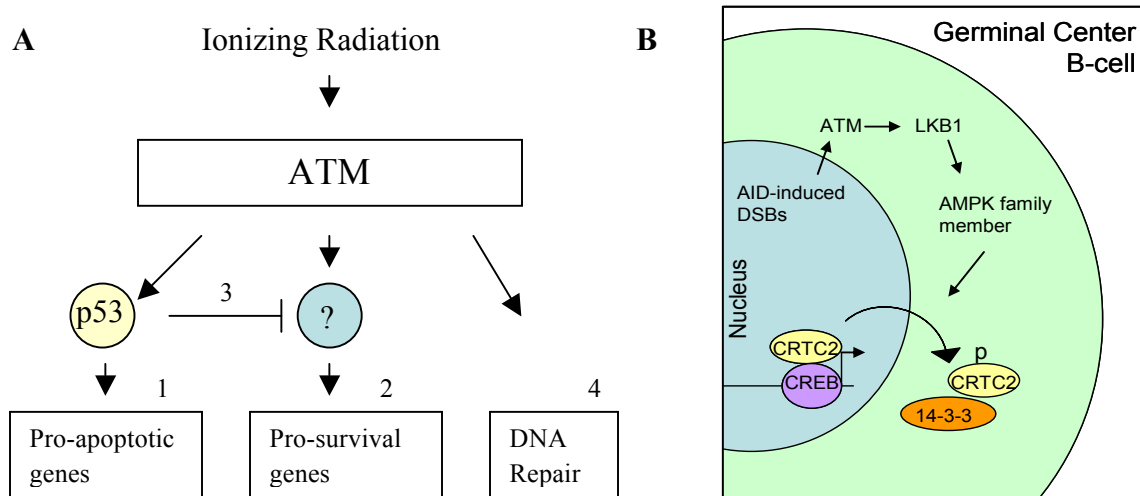 A
Ionizing Radiation
ATM
p53
3
?
1
2
4
Pro-apoptotic
genes
Pro-survival
genes
DNA
Repair
B
Germinal Center
B-cell
ATM
LKB1
AID-induced
DSBs
AMPK family
member
Nucleus
CRTC2
CREB
p
CRTC2
14-3-3